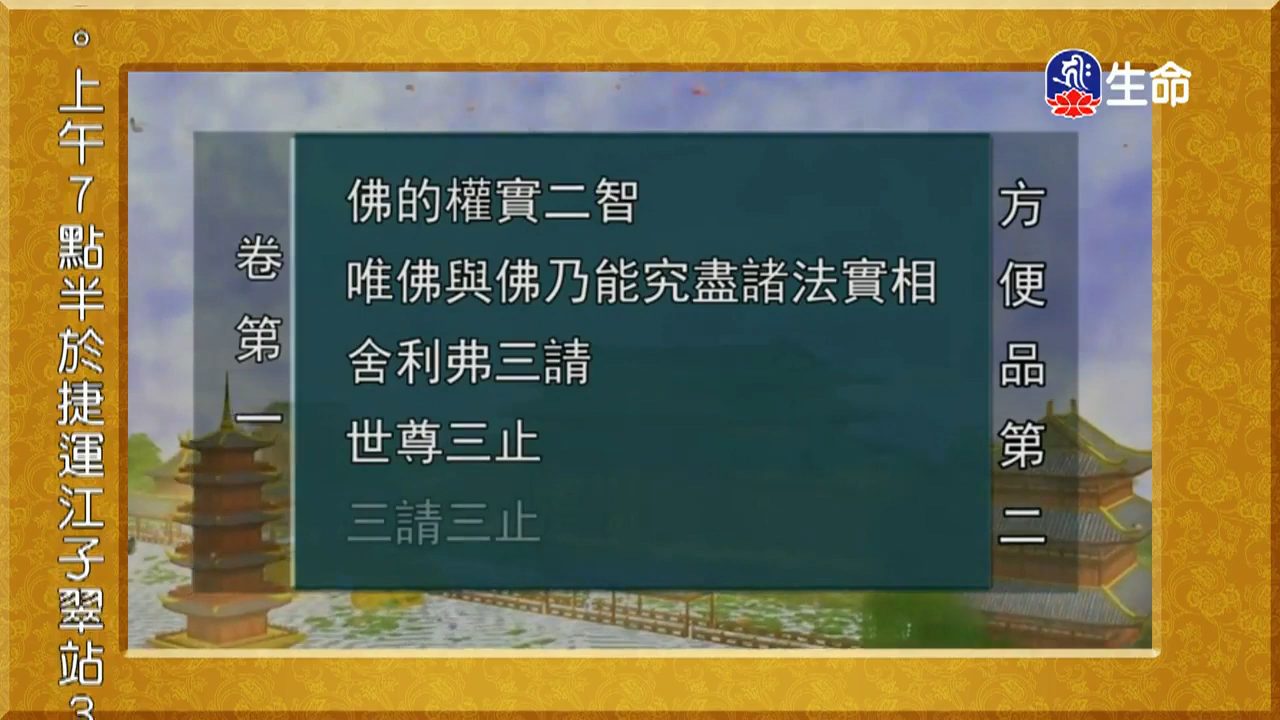 生命
方便品第二
佛的權實二智
唯佛與佛乃能究盡諸法實相
舍利弗三請
世尊三止
三請三止
卷第一
。上午7點半於捷運江子翠站3